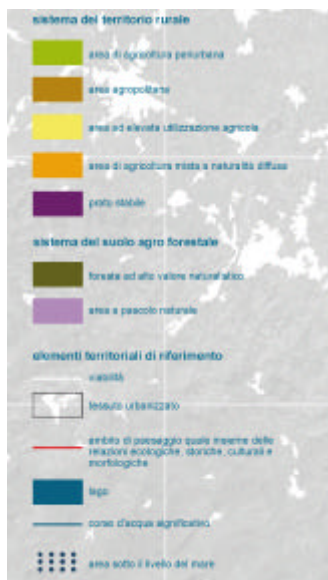 sistema del territorio rurale
area di agricoltura periurbana
area agropolitana
area ad elevata utilizzazione agricola
area di agricoltura mista a naturalità diffusa
prato stabile
sistema del suolo agro forestale
foresta ad alto valore naturalistico
area a pascolo naturale
elementi territoriali di riferimento
viabilità
tessuto urbanizzato
ambito di paesaggio quale insieme delle
relazioni ecologiche, storiche, culturali e
morfologiche
lago
corso d'acqua significativo
area sotto il livello del mare